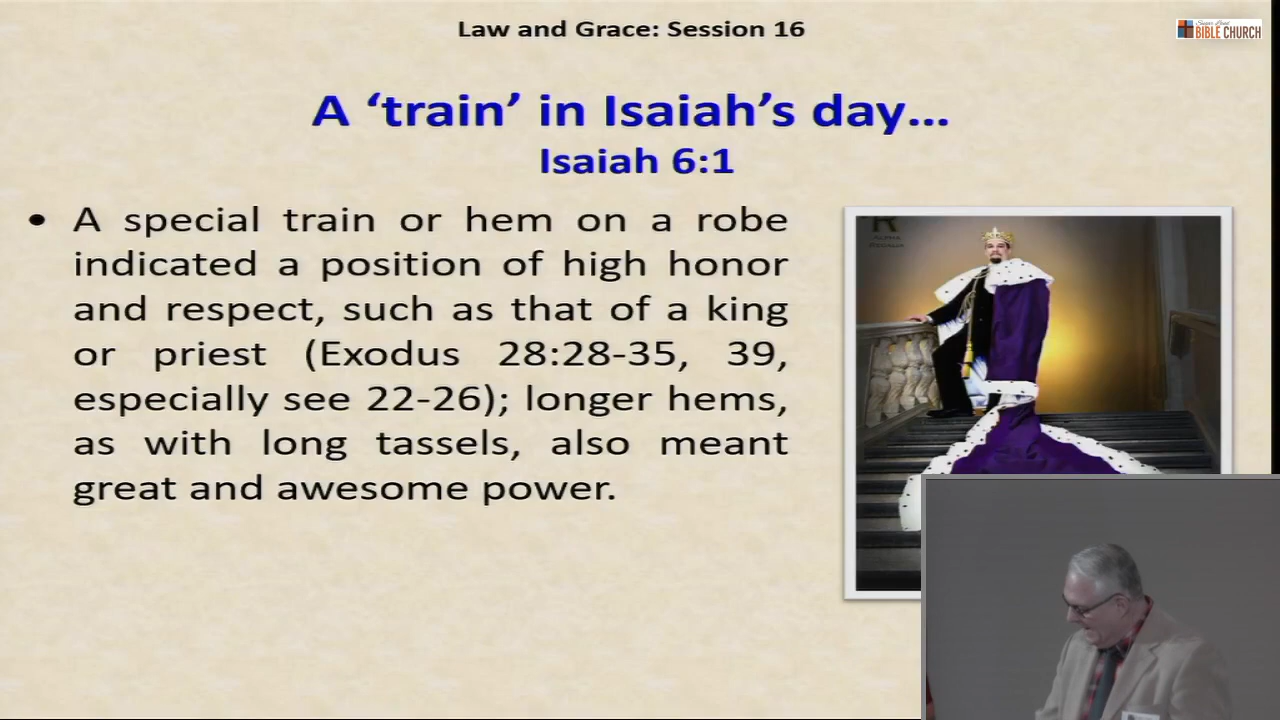 Law and Grace: Session 16
Sugar Land
BIBLE CHURCH
A ‘train’ in Isaiah’s day...
Isaiah 6:1
• A special train or hem on a robe
indicated a position of high honor
and respect, such as that of a king
or priest (Exodus 28:28-35, 39,
especially see 22-26); longer hems,
as with long tassels, also meant
great and awesome power.
R